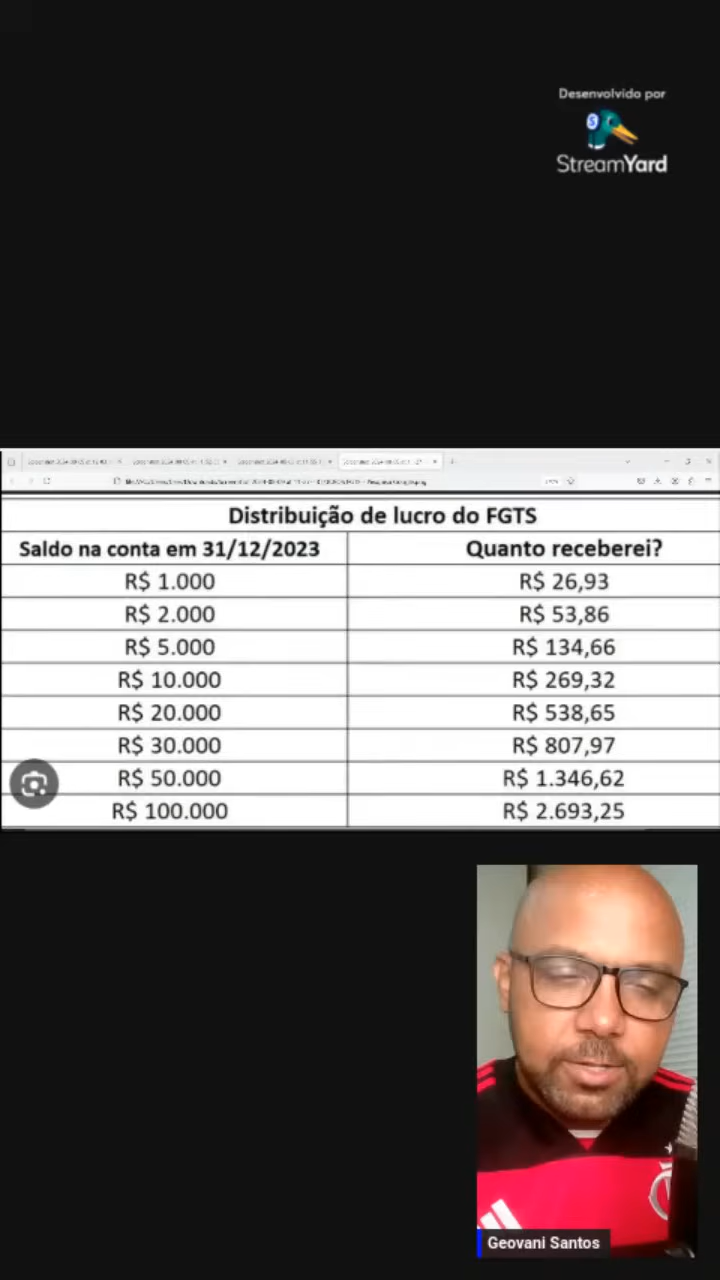 Desenvolvido por
StreamYard
Distribuição de lucro do FGTS
Saldo na conta em 31/12/2023 Quanto receberei?
R$ 1.000 R$ 26,93
R$ 2.000 R$ 53,86
R$ 5.000 R$ 134,66
R$ 10.000 R$ 269,32
R$ 20.000 R$ 538,65
R$ 30.000 R$ 807,97
R$ 50.000 R$ 1.346,62
R$ 100.000 R$ 2.693,25
Geovani Santos